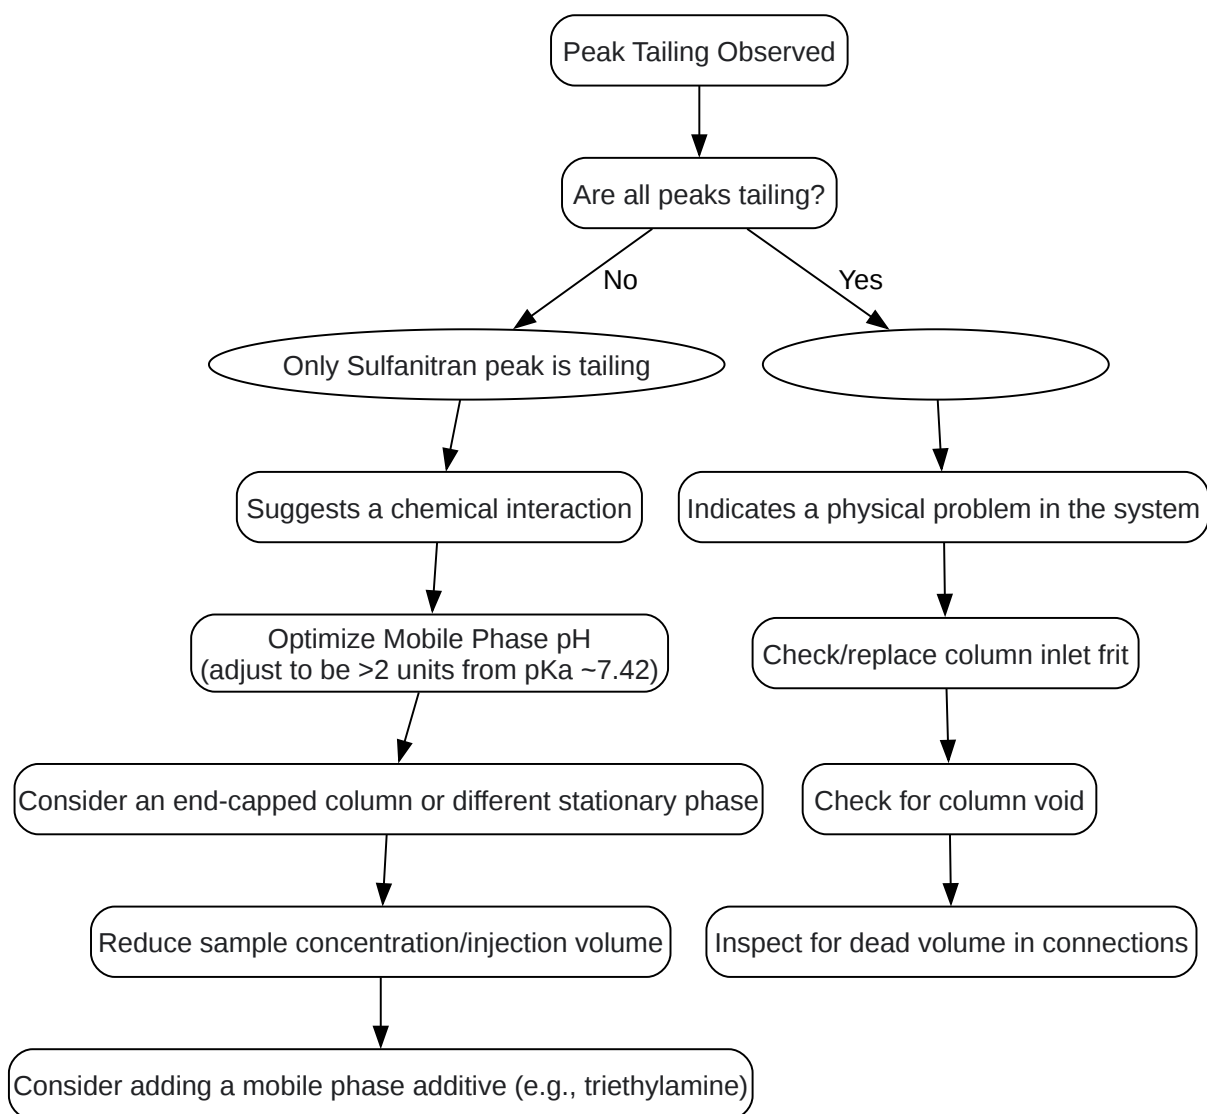 Peak Tailing Observed
Are all peaks tailing?
No
Yes
Only Sulfanitran peak is tailing
Suggests a chemical interaction
Indicates a physical problem in the system
Optimize Mobile Phase pH
(adjust to be >2 units from pKa ~7.42)
Check/replace column inlet frit
Consider an end-capped column or different stationary phase
Check for column void
Reduce sample concentration/injection volume
Inspect for dead volume in connections
Consider adding a mobile phase additive (e.g., triethylamine)